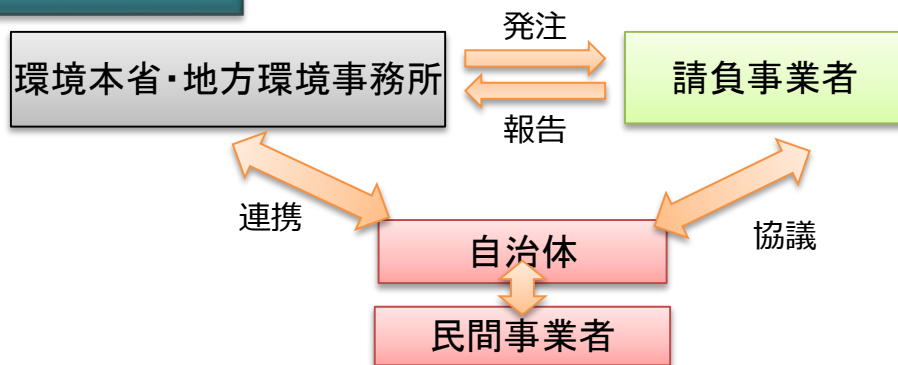 発注
環境本省・地方環境事務所
請負事業者
報告
連携
協議
自治体
民間事業者